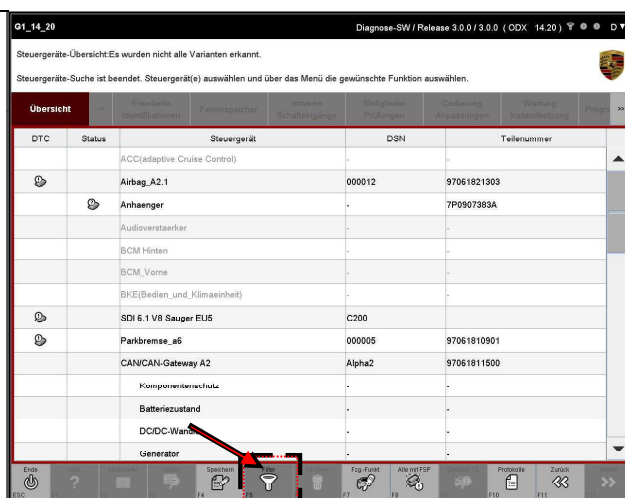 G1_14_20
Diagnose-SW / Release 3.0.0 / 3.0.0 ( ODX 14.20 ) D
Steuergeräte-Übersicht:Es wurden nicht alle Varianten erkannt.
Steuergeräte-Suche ist beendet. Steuergerät(e) auswählen und über das Menü die gewünschte Funktion auswählen.
Übersicht Erweiterte Identifikationen Fehlerspeicher Istwerte Schalteingänge Stellglieder Prüfungen Codierung Anpassungen Wartung Instandsetzung Progra »
DTC Status Steuergerät DSN Teilenummer
ACC(adaptive Cruise Control) - -
Airbag_A2.1 000012 97061821303
Anhaenger - 7P0907383A
Audioverstaerker - -
BCM Hinten - -
BCM_Vorne - -
BKE(Bedien_und_Klimaeinheit) - -
SDI 6.1 V8 Sauger EU5 C200
Parkbremse_a6 000005 97061810901
CAN/CAN-Gateway A2 Alpha2 97061811500
Komponentenschutz - -
Batteriezustand - -
DC/DC-Wand - -
Generator - -
Ende Speichern Fzg.-Funkt. Alle mit FSP Protokolle Zurück
ESC F4 F5 F7 F8 F10 F11